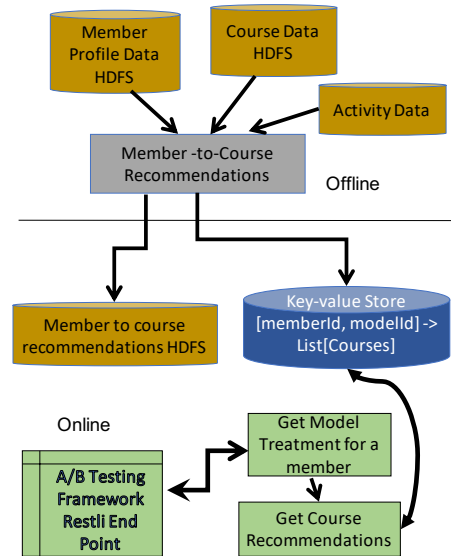 Member
Profile Data
HDFS
Course Data
HDFS
Activity Data
Member -to-Course
Recommendations
Offline
Member to course
recommendations HDFS
Key-value Store
[memberId, modelId] ->
List[Courses]
Online
A/B Testing
Framework
Restli End
Point
Get Model
Treatment for a
member
Get Course
Recommendations